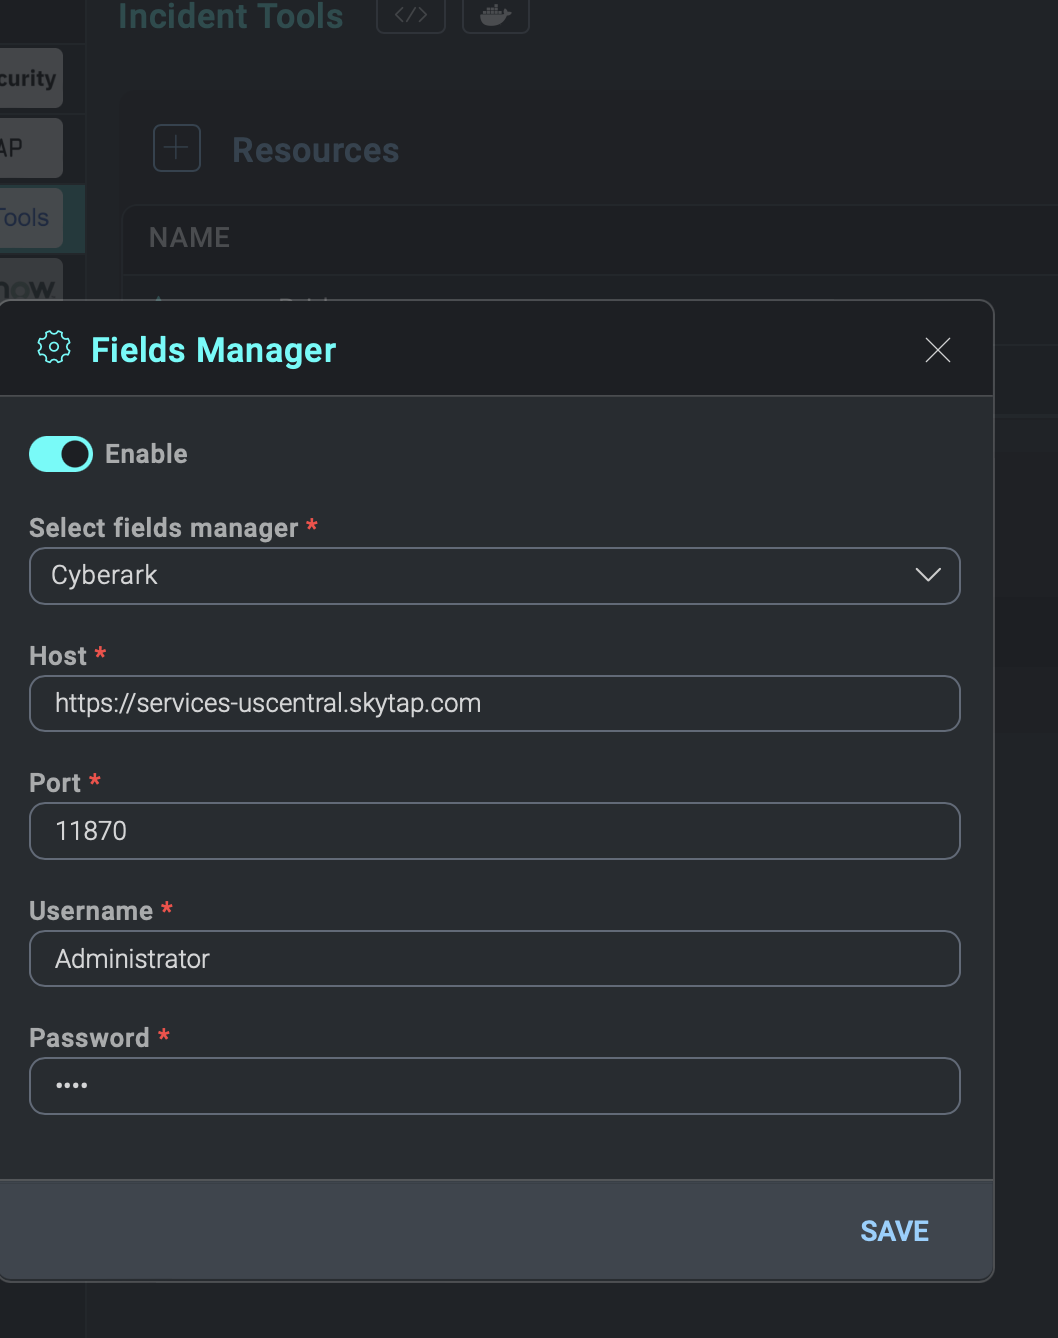 Incident Tools
</>
curity
AP
Resources
Tools
NAME
now.
Fields Manager
Enable
Select fields manager *
Cyberark
Host *
https://services-uscentral.skytap.com
Port *
11870
Username *
Administrator
Password *
••••
SAVE